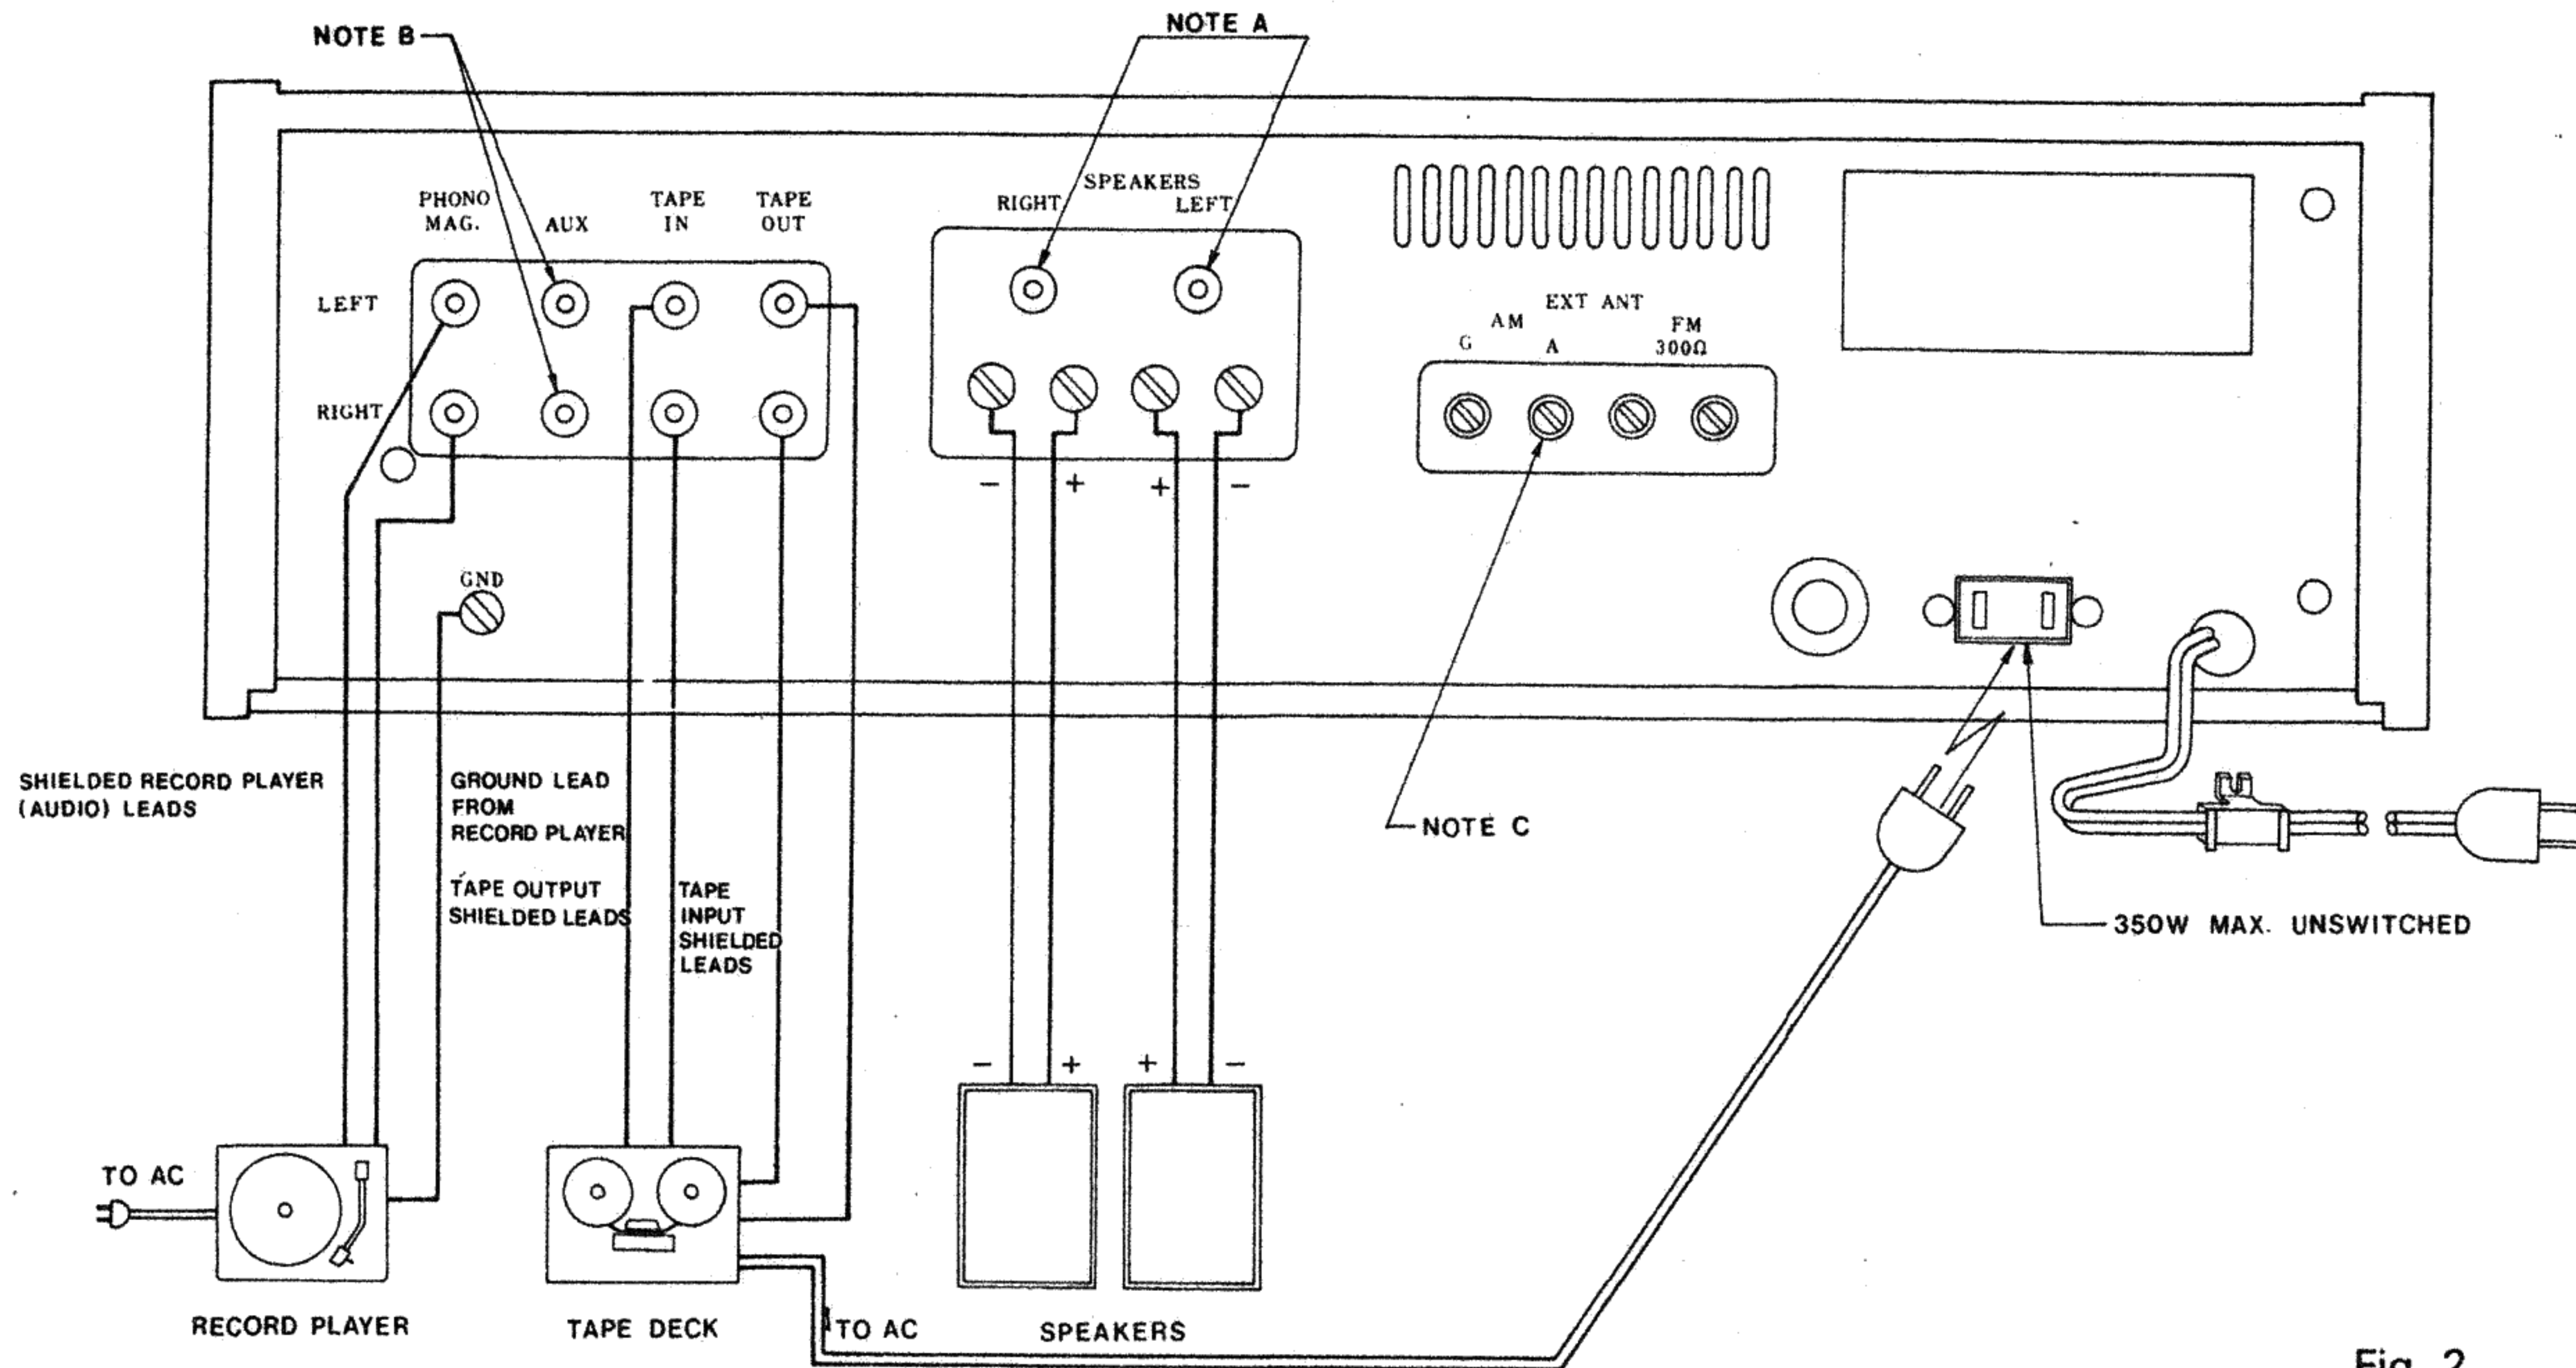 NOTE B
NOTE A
PHONO
MAG.
AUX
TAPE
IN
TAPE
OUT
SPEAKERS
RIGHT
LEFT
LEFT
RIGHT
EXT ANT
AM
FM
G
A
300Ω
− + + −
GND
SHIELDED RECORD PLAYER
(AUDIO) LEADS
GROUND LEAD
FROM
RECORD PLAYER
TAPE OUTPUT
SHIELDED LEADS
TAPE
INPUT
SHIELDED
LEADS
NOTE C
350W MAX. UNSWITCHED
− + + −
TO AC
RECORD PLAYER
TAPE DECK
TO AC
SPEAKERS
Fig. 2